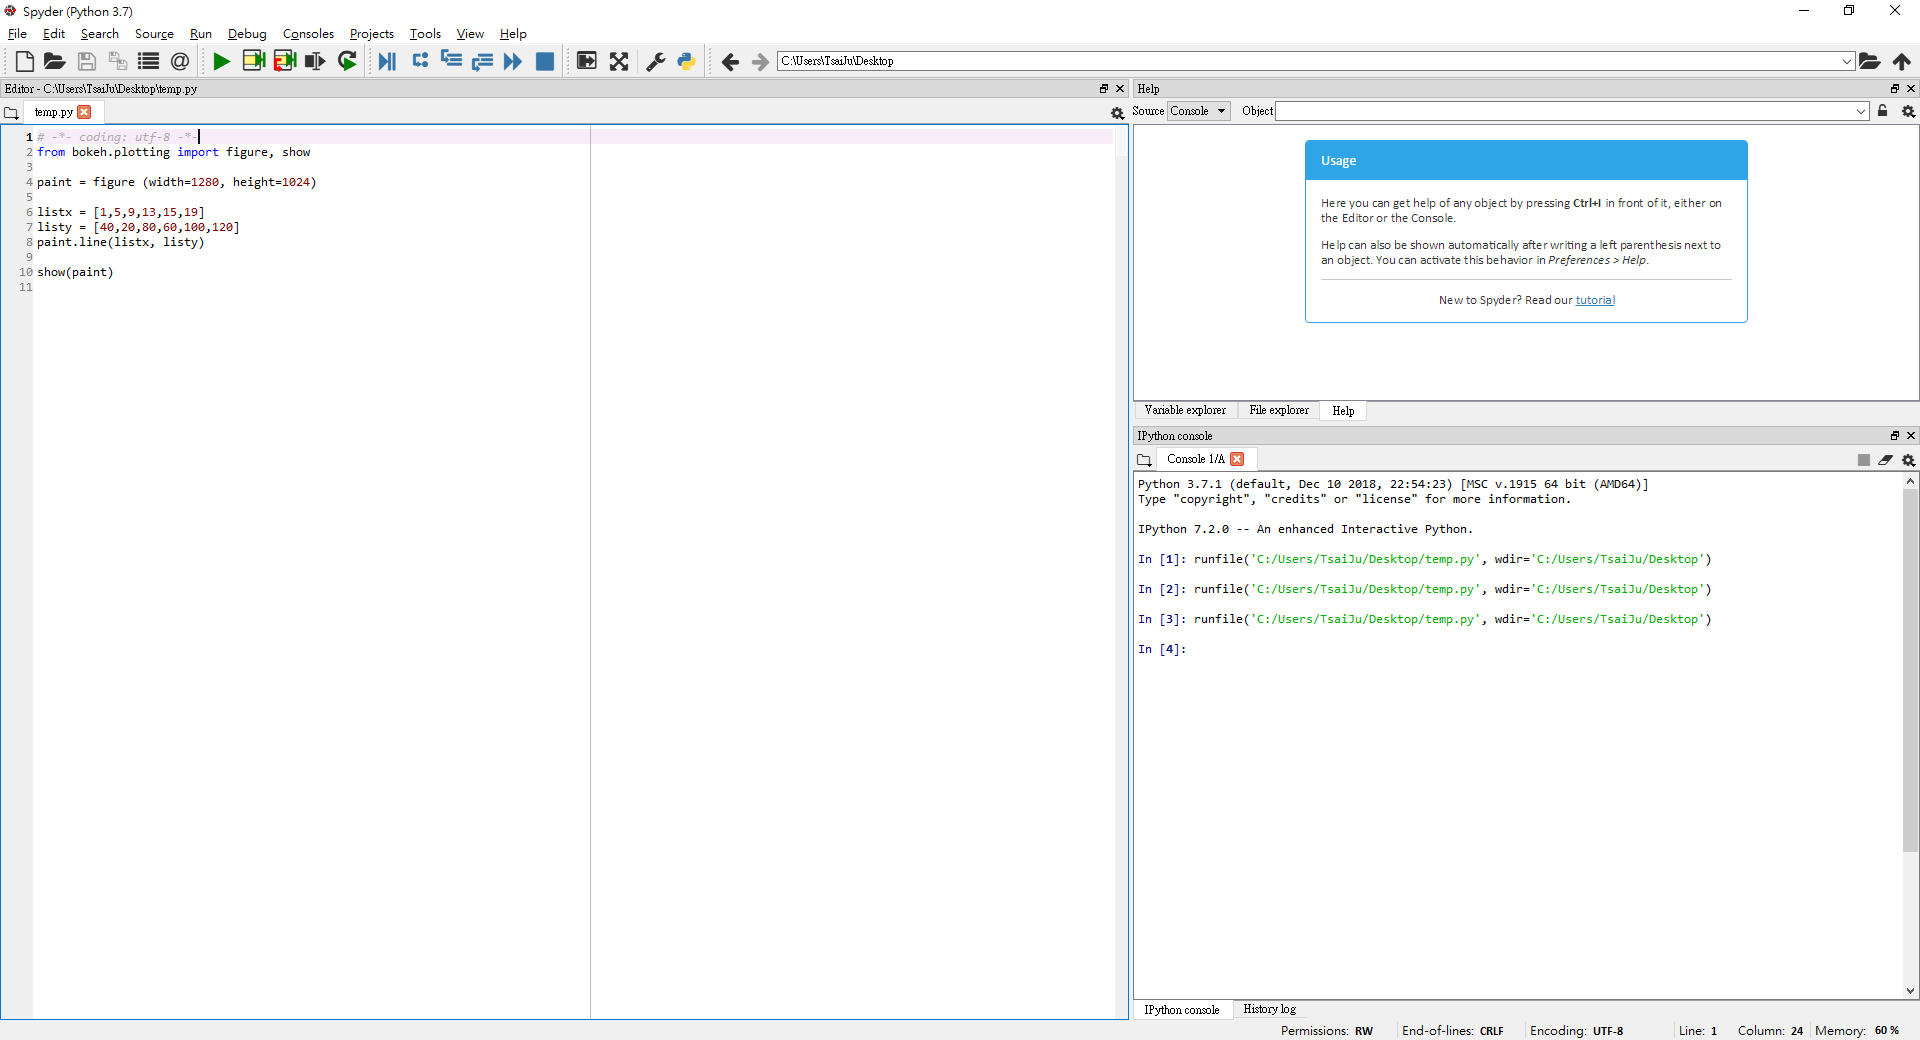 Spyder (Python 3.7)
File Edit Search Source Run Debug Consoles Projects Tools View Help
C:\Users\TsaiJu\Desktop
Editor - C:\Users\TsaiJu\Desktop\temp.py
temp.py
1 # -*- coding: utf-8 -*-
2 from bokeh.plotting import figure, show
3
4 paint = figure (width=1280, height=1024)
5
6 listx = [1,5,9,13,15,19]
7 listy = [40,20,80,60,100,120]
8 paint.line(listx, listy)
9
10 show(paint)
11
Help
Source Console Object
Usage
Here you can get help of any object by pressing Ctrl+I in front of it, either on
the Editor or the Console.
Help can also be shown automatically after writing a left parenthesis next to
an object. You can activate this behavior in Preferences > Help.
New to Spyder? Read our tutorial
Variable explorer File explorer Help
IPython console
Console 1/A
Python 3.7.1 (default, Dec 10 2018, 22:54:23) [MSC v.1915 64 bit (AMD64)]
Type "copyright", "credits" or "license" for more information.
IPython 7.2.0 -- An enhanced Interactive Python.
In [1]: runfile('C:/Users/TsaiJu/Desktop/temp.py', wdir='C:/Users/TsaiJu/Desktop')
In [2]: runfile('C:/Users/TsaiJu/Desktop/temp.py', wdir='C:/Users/TsaiJu/Desktop')
In [3]: runfile('C:/Users/TsaiJu/Desktop/temp.py', wdir='C:/Users/TsaiJu/Desktop')
In [4]:
IPython console History log
Permissions: RW End-of-lines: CRLF Encoding: UTF-8 Line: 1 Column: 24 Memory: 60 %